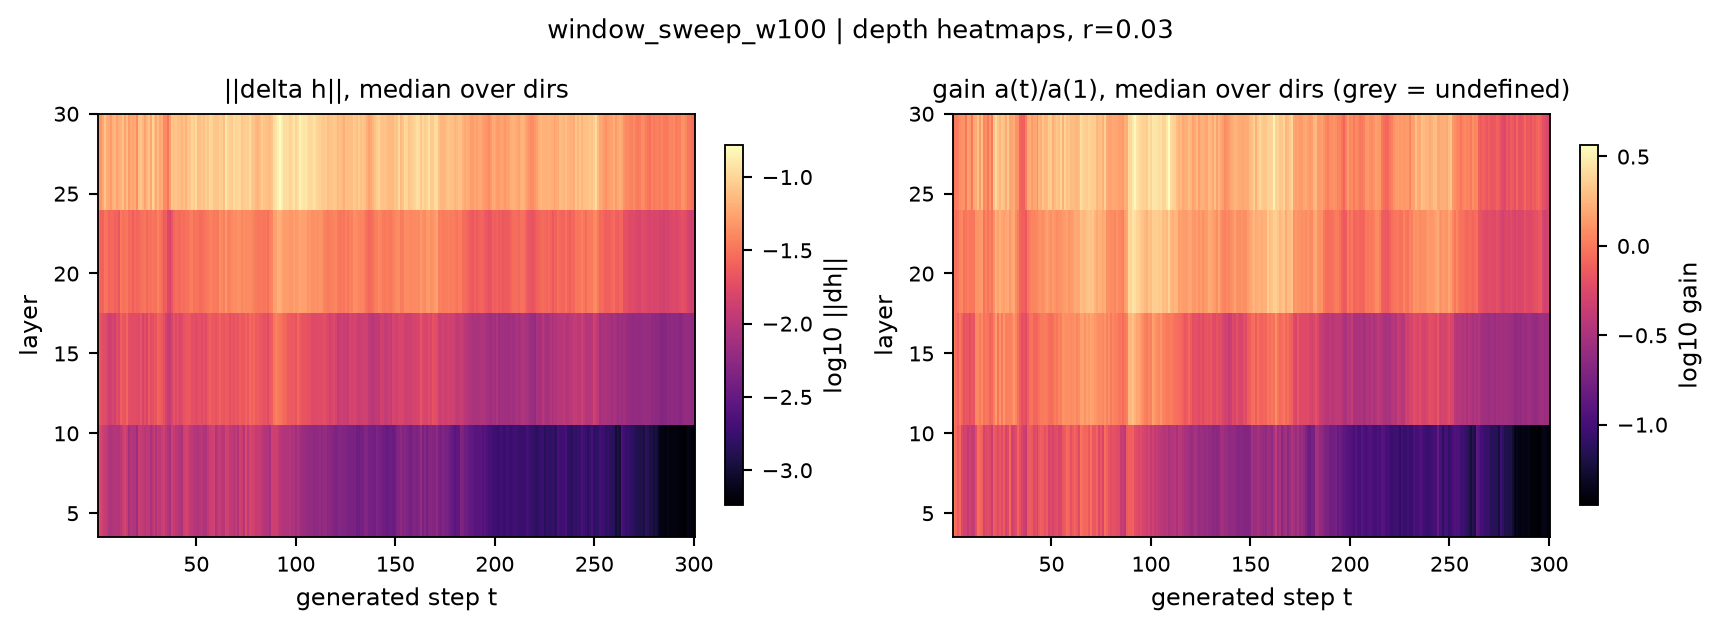 window_sweep_w100 | depth heatmaps, r=0.03
||delta h||, median over dirs
30
25
20
15
10
5
layer
50 100 150 200 250 300
generated step t
−1.0
−1.5
−2.0
−2.5
−3.0
log10 ||dh||
gain a(t)/a(1), median over dirs (grey = undefined)
30
25
20
15
10
5
layer
50 100 150 200 250 300
generated step t
0.5
0.0
−0.5
−1.0
log10 gain